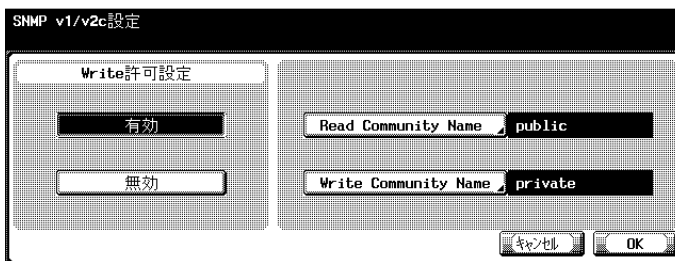 SNMP v1/v2c設定
Write許可設定
有効
Read Community Name public
無効
Write Community Name private
ｷｬﾝｾﾙ OK